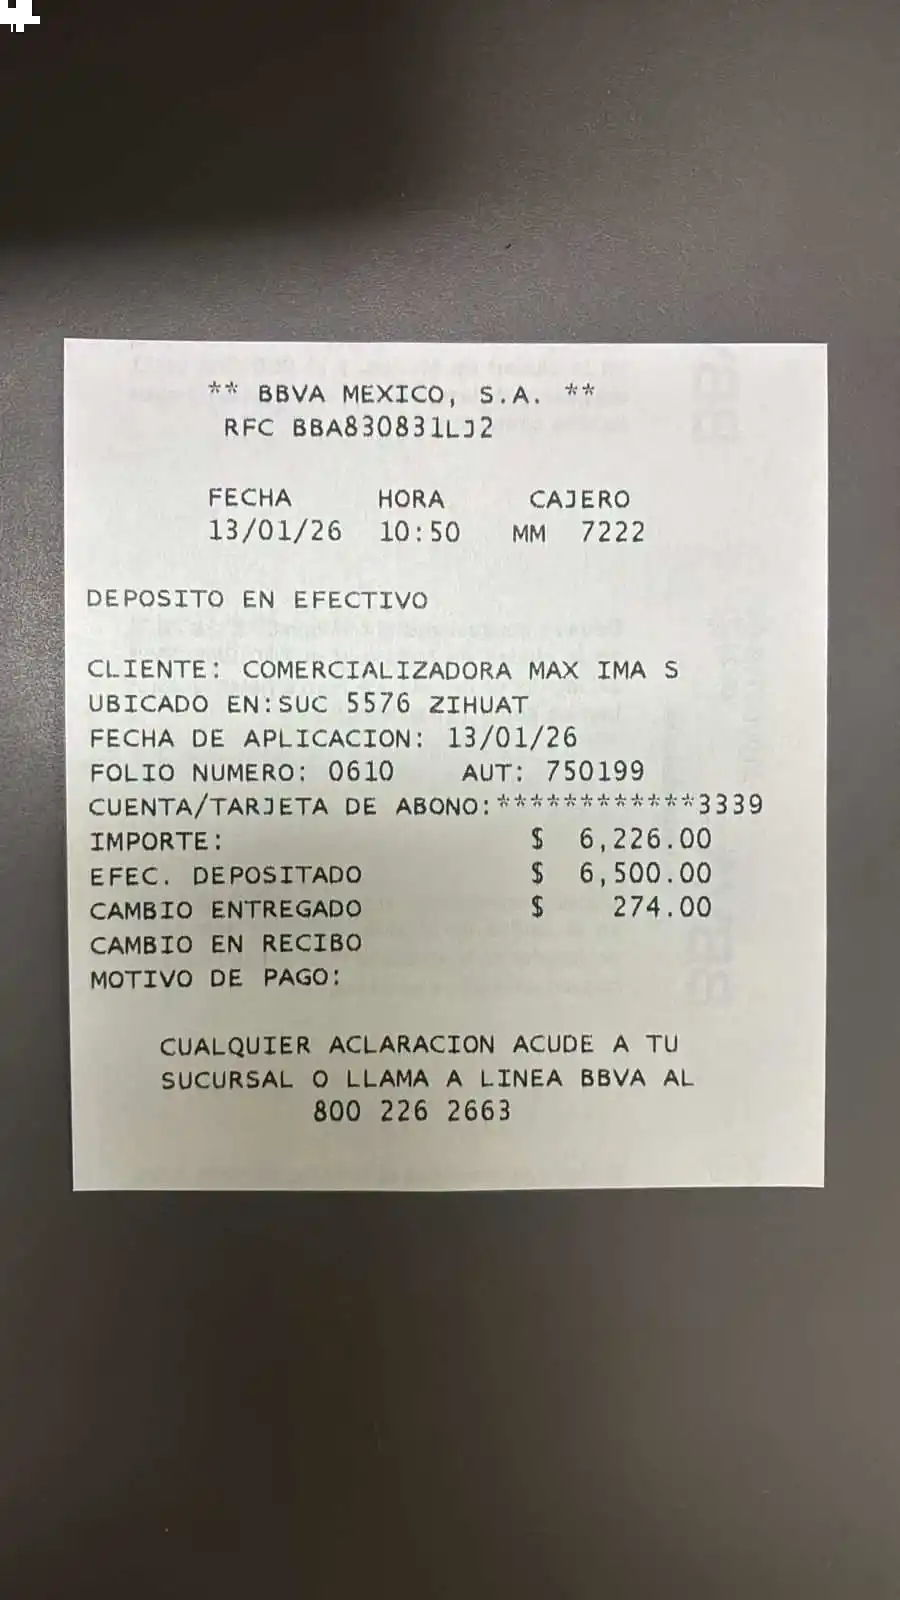 ** BBVA MEXICO, S.A. **
RFC BBA830831LJ2
FECHA HORA CAJERO
13/01/26 10:50 MM 7222
DEPOSITO EN EFECTIVO
CLIENTE: COMERCIALIZADORA MAX IMA S
UBICADO EN:SUC 5576 ZIHUAT
FECHA DE APLICACION: 13/01/26
FOLIO NUMERO: 0610 AUT: 750199
CUENTA/TARJETA DE ABONO:************3339
IMPORTE: $ 6,226.00
EFEC. DEPOSITADO $ 6,500.00
CAMBIO ENTREGADO $ 274.00
CAMBIO EN RECIBO
MOTIVO DE PAGO:
CUALQUIER ACLARACION ACUDE A TU
SUCURSAL O LLAMA A LINEA BBVA AL
800 226 2663